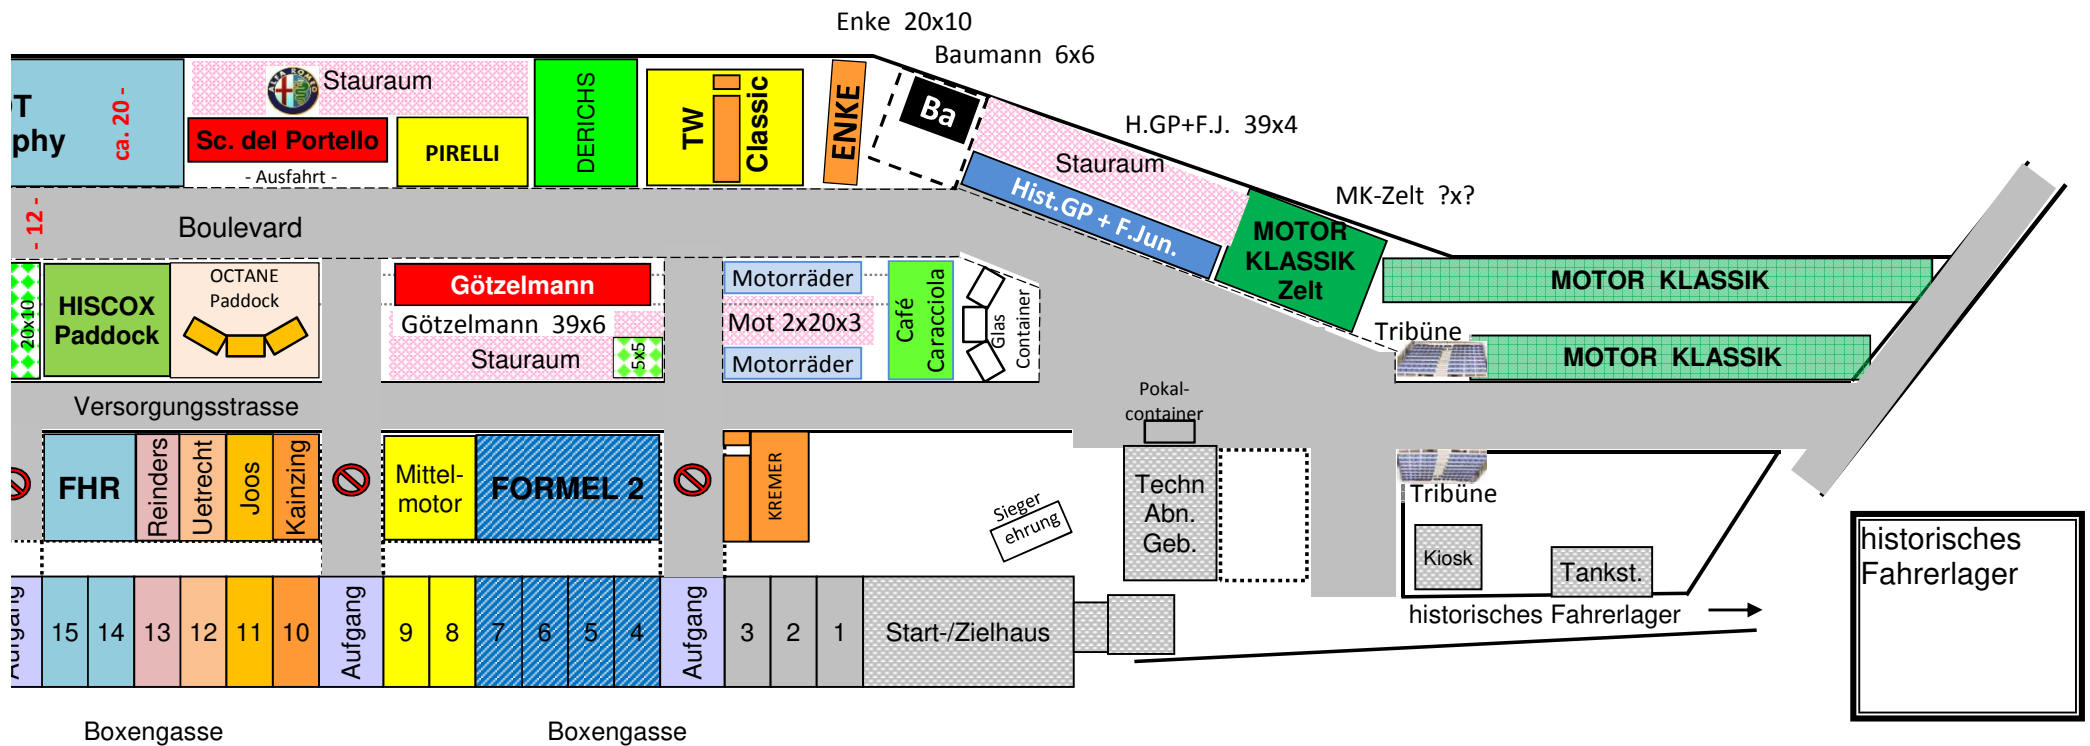 Enke 20x10
Baumann 6x6
H.GP+F.J. 39x4
MK-Zelt ?x?
OT
phy
ca. 20 -
ALFA ROMEO
Stauraum
Sc. del Portello
- Ausfahrt -
PIRELLI
DERICHS
TW
Classic
ENKE
Ba
Stauraum
Hist.GP + F.Jun.
MOTOR
KLASSIK
Zelt
MOTOR KLASSIK
MOTOR KLASSIK
Tribüne
- 12 -
Boulevard
20x10
HISCOX
Paddock
OCTANE
Paddock
Götzelmann
Götzelmann 39x6
Stauraum
5x5
Motorräder
Mot 2x20x3
Motorräder
Café
Caracciola
Glas
Container
Versorgungsstrasse
Pokal-
container
FHR
Reinders
Uetrecht
Joos
Kainzing
Mittel-
motor
FORMEL 2
KREMER
Sieger
ehrung
Techn
Abn.
Geb.
Tribüne
Kiosk
Tankst.
historisches Fahrerlager
historisches
Fahrerlager
Aufgang
15
14
13
12
11
10
Aufgang
9
8
7
6
5
4
Aufgang
3
2
1
Start-/Zielhaus
Boxengasse
Boxengasse